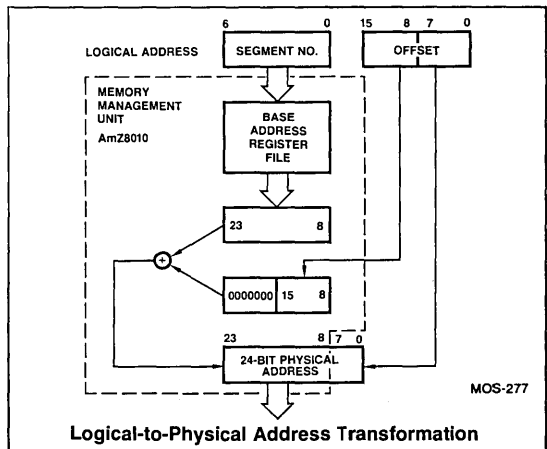 6 0 15 8 7 0
LOGICAL ADDRESS SEGMENT NO. OFFSET
MEMORY
MANAGEMENT
UNIT
AmZ8010
BASE
ADDRESS
REGISTER
FILE
23 8
+
0000000 15 8
23 8 7 0
24-BIT PHYSICAL
ADDRESS
MOS-277
Logical-to-Physical Address Transformation